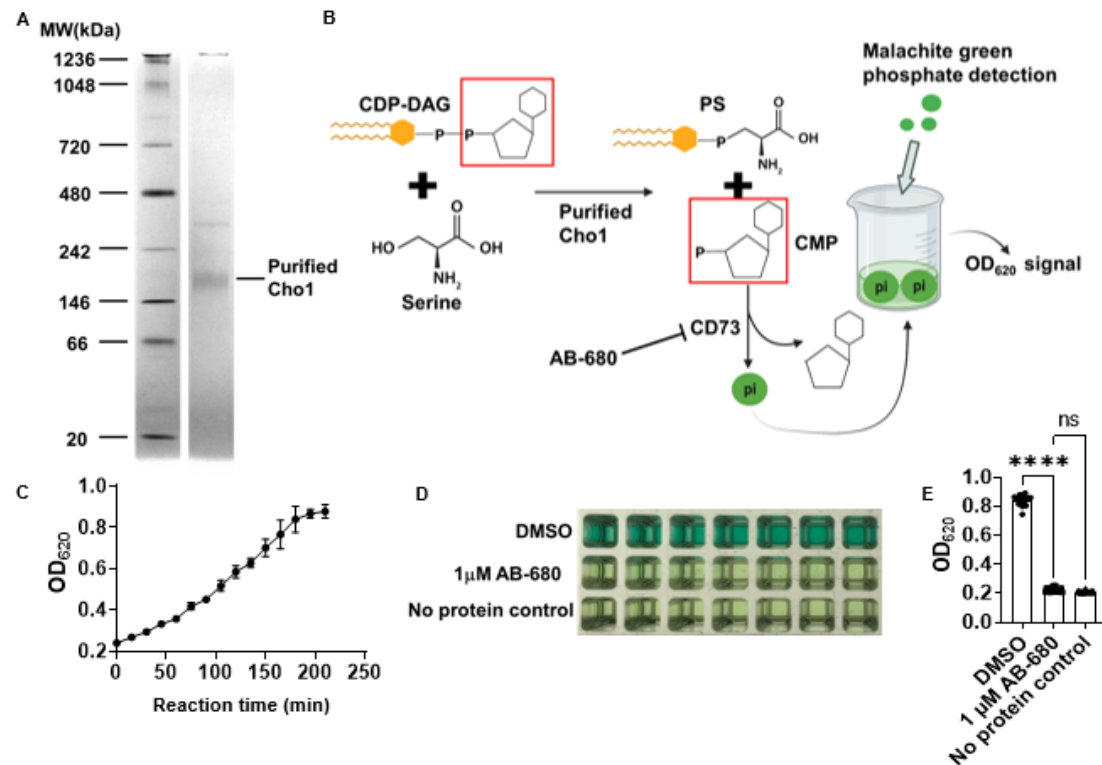 A
MW(kDa)
1236
1048
720
480
242
146
66
20
Purified
Cho1
B
CDP-DAG
P
P
HO
O
OH
NH2
Serine
Purified
Cho1
PS
P
O
OH
NH2
P
CMP
CD73
AB-680
pi
Malachite green
phosphate detection
pi
pi
OD620 signal
C
OD620
1.0
0.8
0.6
0.4
0.2
0
50
100
150
200
250
Reaction time (min)
D
DMSO
1μM AB-680
No protein control
E
ns
****
OD620
1.0
0.8
0.6
0.4
0.2
0.0
DMSO
1 μM AB-680
No protein control